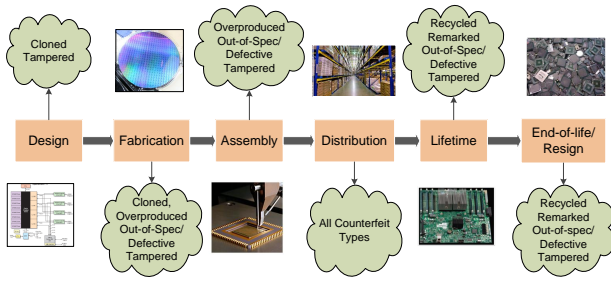 Cloned
Tampered
Overproduced
Out-of-Spec/
Defective
Tampered
Recycled
Remarked
Out-of-Spec/
Defective
Tampered
Design
Fabrication
Assembly
Distribution
Lifetime
End-of-life/
Resign
Cloned,
Overproduced
Out-of-Spec/
Defective
Tampered
All Counterfeit
Types
Recycled
Remarked
Out-of-spec/
Defective
Tampered